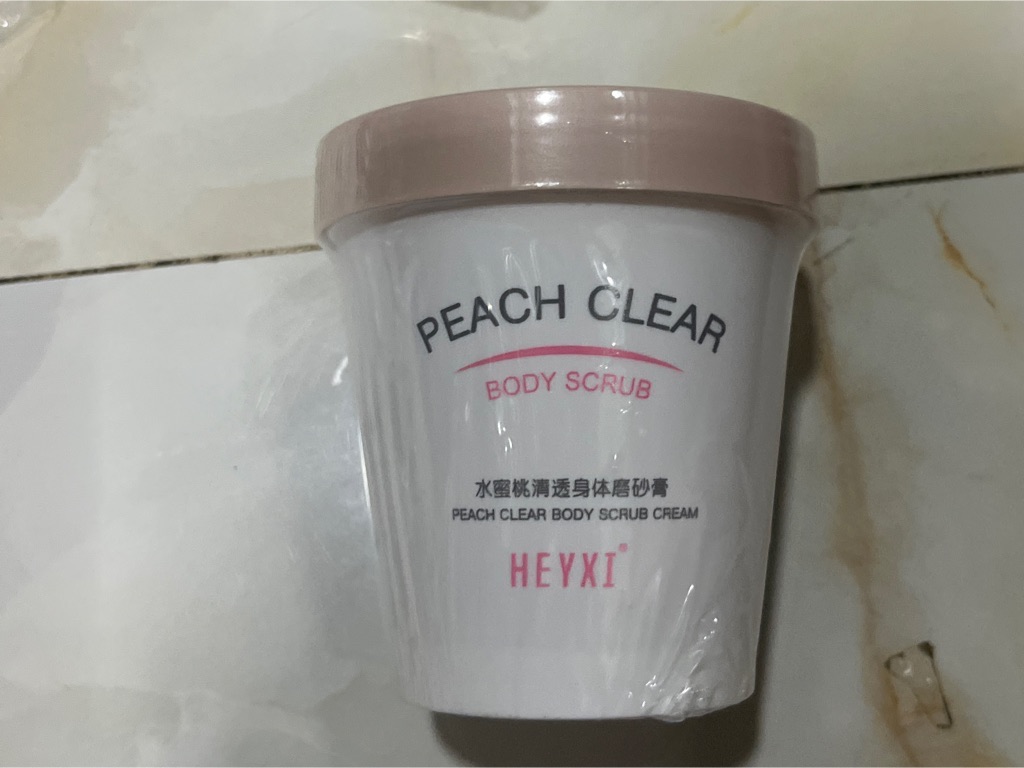 PEACH CLEAR
BODY SCRUB
水蜜桃清透身体磨砂膏
PEACH CLEAR BODY SCRUB CREAM
HEYXI®